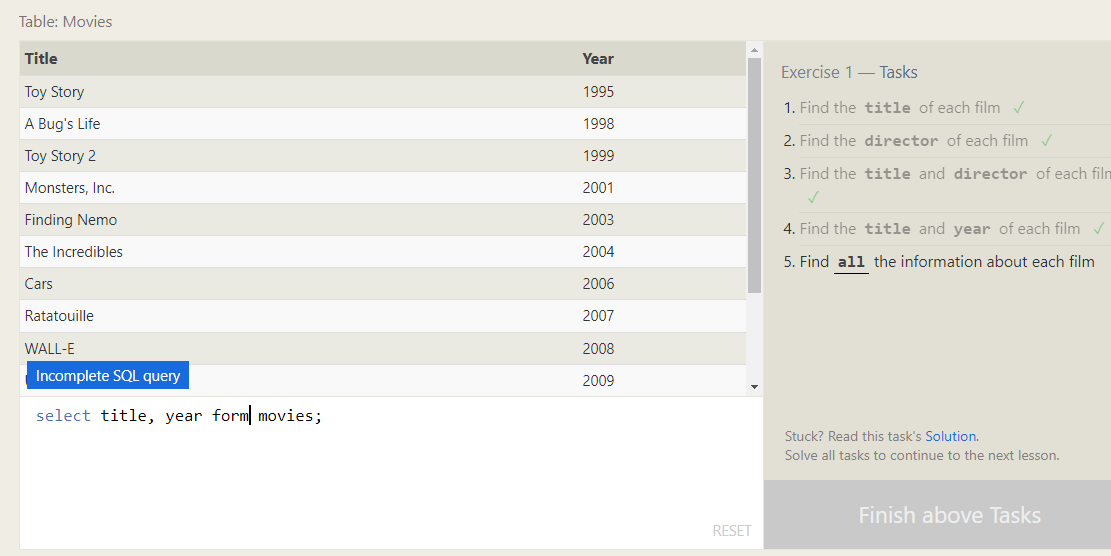 Table: Movies
Title Year
Toy Story 1995
A Bug's Life 1998
Toy Story 2 1999
Monsters, Inc. 2001
Finding Nemo 2003
The Incredibles 2004
Cars 2006
Ratatouille 2007
WALL-E 2008
2009
Incomplete SQL query
select title, year form movies;
RESET
Exercise 1 — Tasks
1. Find the title of each film ✓
2. Find the director of each film ✓
3. Find the title and director of each film
✓
4. Find the title and year of each film ✓
5. Find all the information about each film
Stuck? Read this task's Solution.
Solve all tasks to continue to the next lesson.
Finish above Tasks